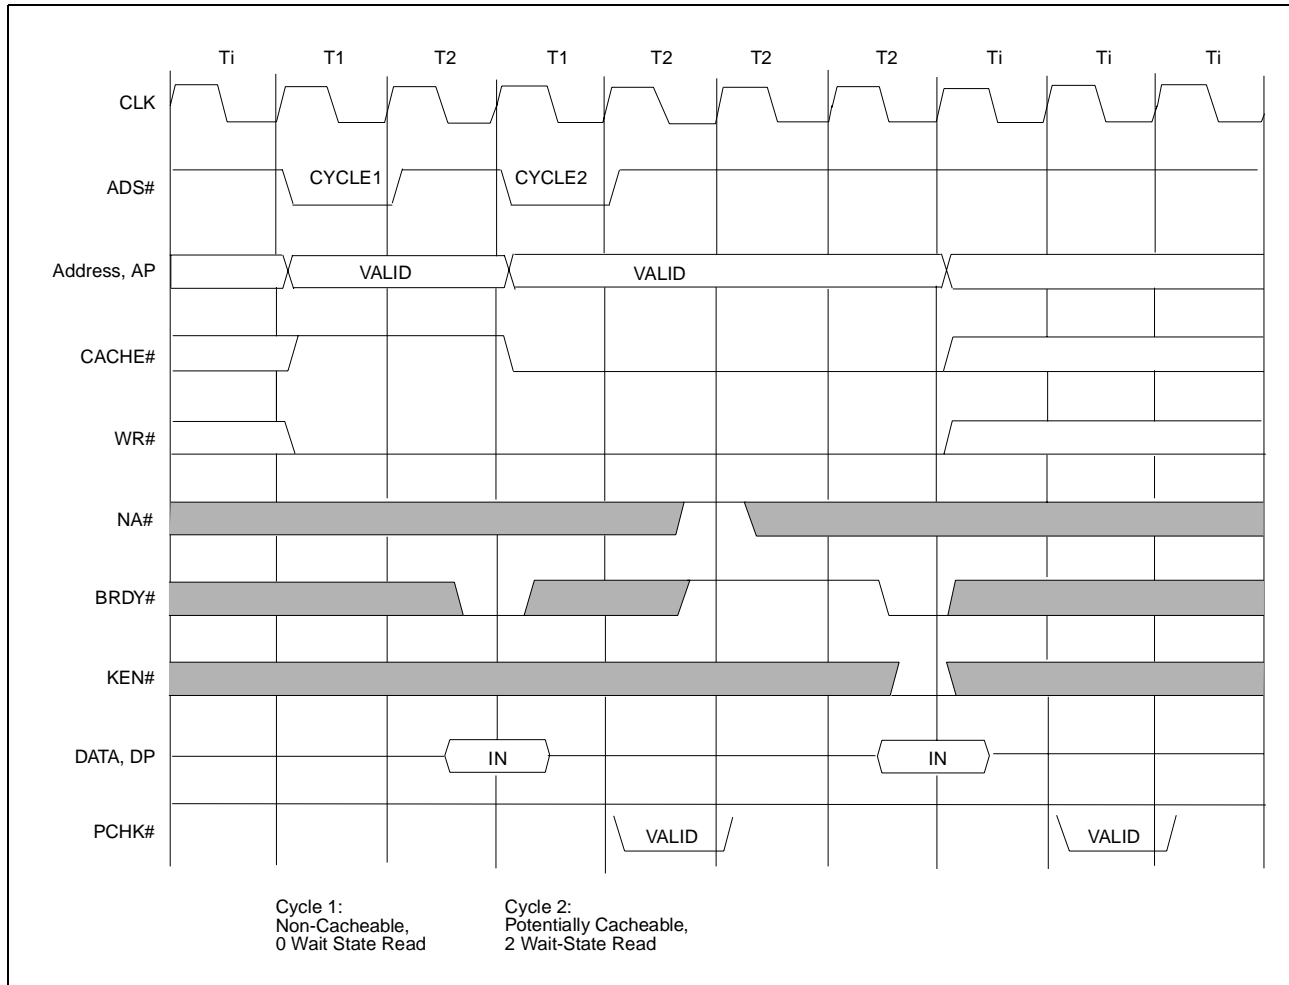 Ti T1 T2 T1 T2 T2 T2 Ti Ti Ti
CLK
ADS# CYCLE1 CYCLE2
Address, AP VALID VALID
CACHE#
WR#
NA#
BRDY#
KEN#
DATA, DP IN IN
PCHK# VALID VALID
Cycle 1: Cycle 2:
Non-Cacheable, Potentially Cacheable,
0 Wait State Read 2 Wait-State Read